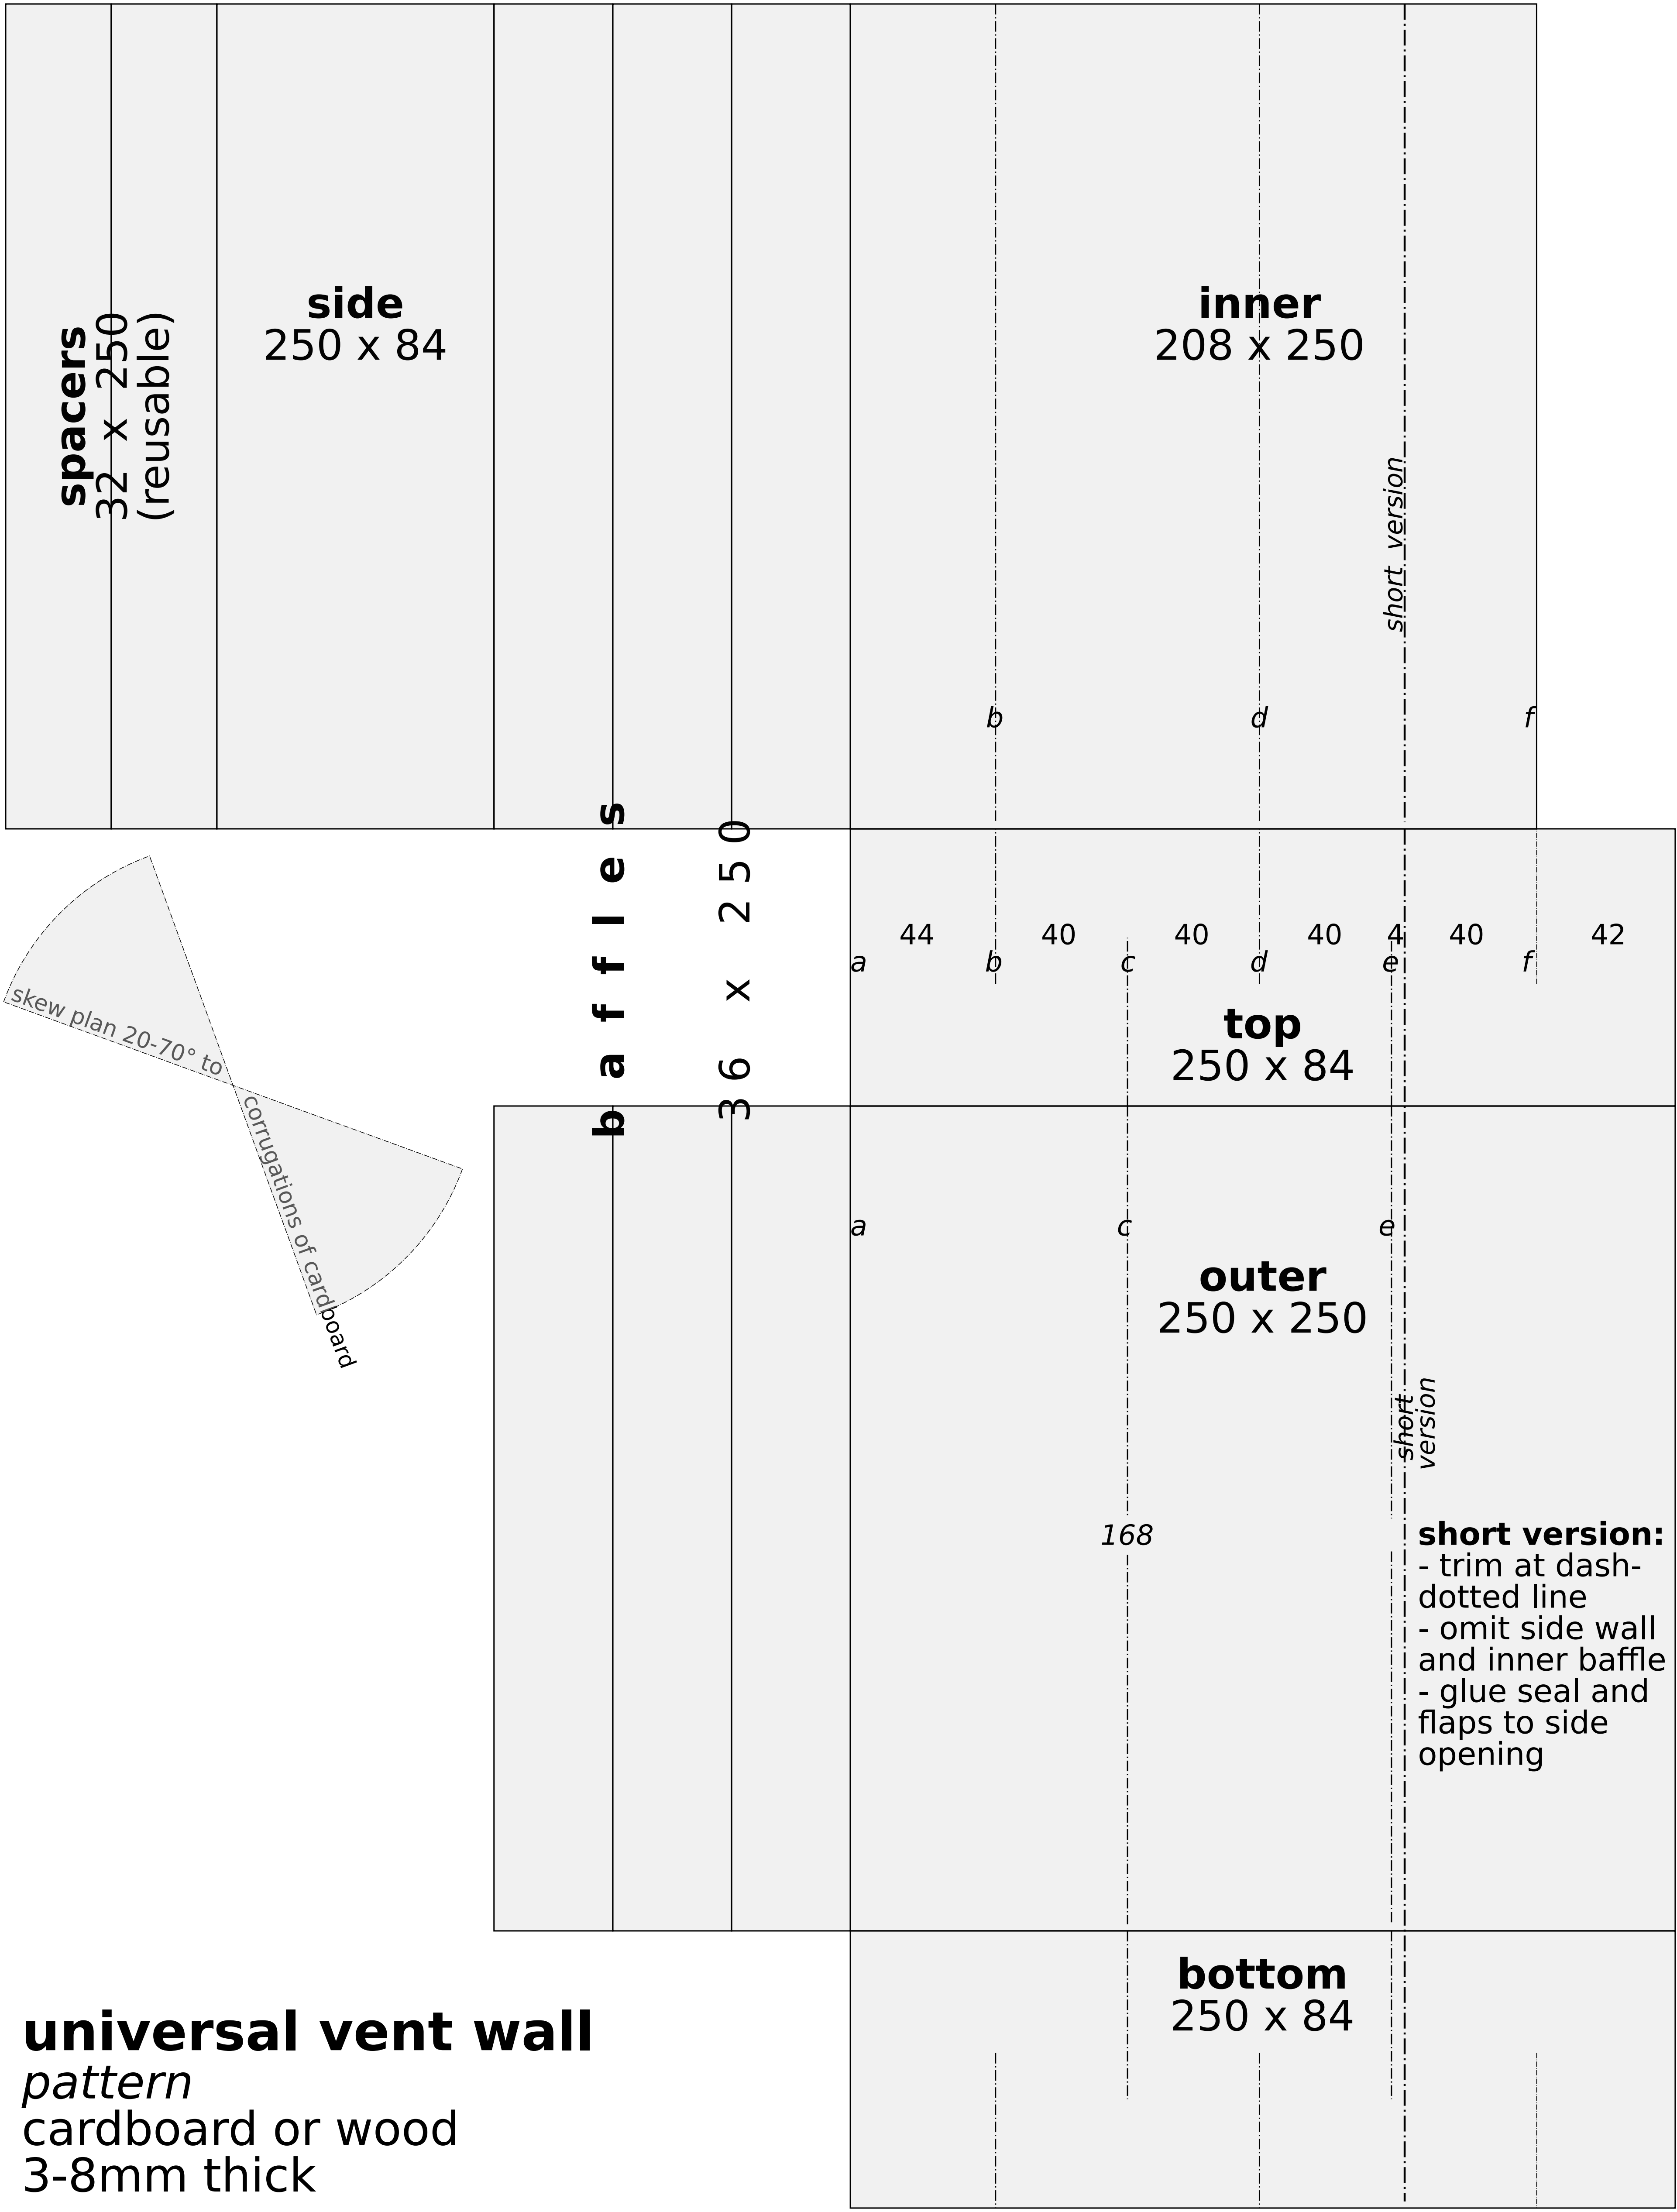 spacers
32 x 250
(reusable)
side
250 x 84
baffles
36 x 250
inner
208 x 250
short version
b
d
f
44
40
40
40
4
40
42
a
b
c
d
e
f
top
250 x 84
skew plan 20-70° to
corrugations of cardboard
a
c
e
outer
250 x 250
short
version
168
short version:
- trim at dash-
dotted line
- omit side wall
and inner baffle
- glue seal and
flaps to side
opening
bottom
250 x 84
universal vent wall
pattern
cardboard or wood
3-8mm thick